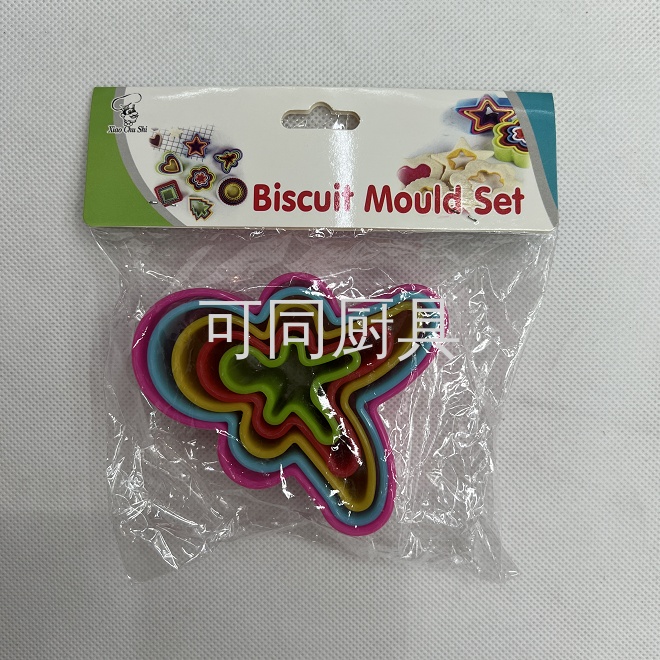 Xiao Chu Shi
Biscuit Mould Set
可同厨具